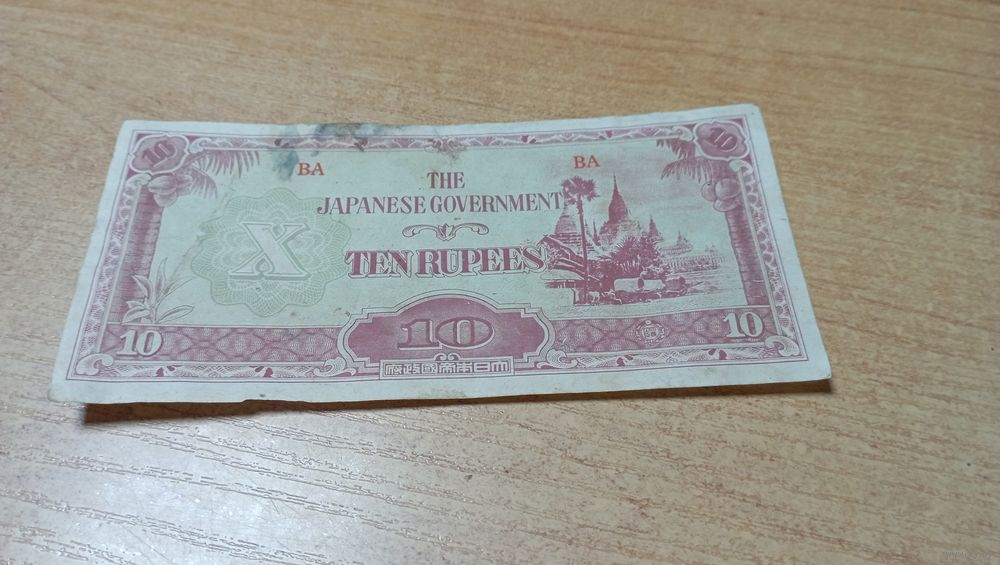 10
10
BA
BA
THE
JAPANESE GOVERNMENT
X
TEN RUPEES
10
10
10
府政國帝本日大